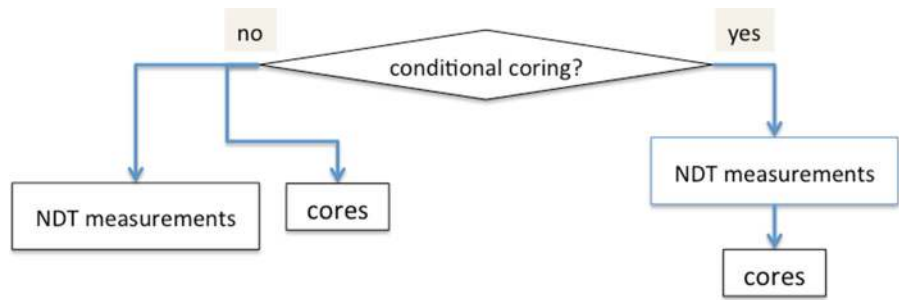 no
yes
conditional coring?
NDT measurements
NDT measurements
cores
cores